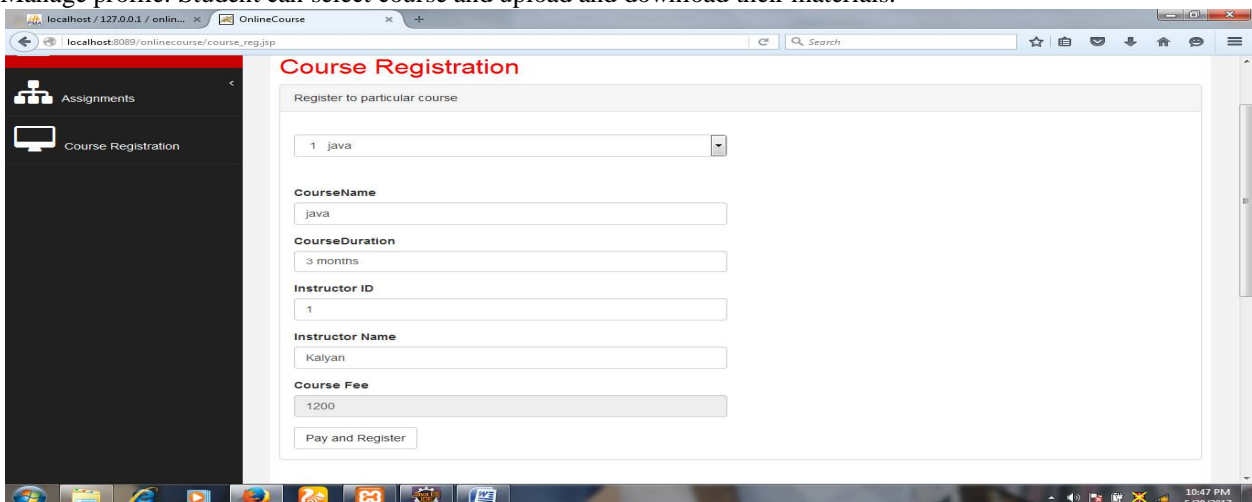 Manage profile. Student can select course and upload and download their materials.
localhost / 127.0.0.1 / onlin... × OnlineCourse × +
localhost:8089/onlinecourse/course_reg.jsp Search
Course Registration
Assignments <
Register to particular course
Course Registration
1 java
CourseName
java
CourseDuration
3 months
Instructor ID
1
Instructor Name
Kalyan
Course Fee
1200
Pay and Register
10:47 PM